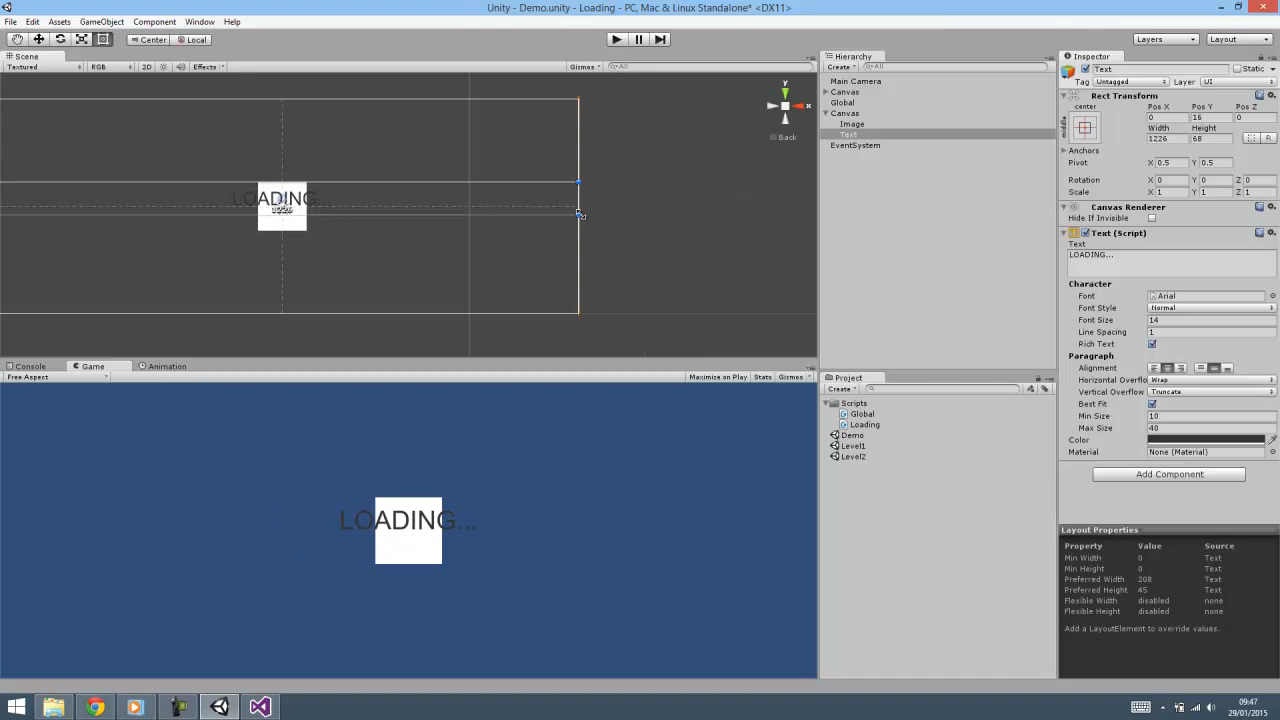 Unity - Demo.unity - Loading - PC, Mac & Linux Standalone* <DX11>
File Edit Assets GameObject Component Window Help
Center Local Layers Layout
Scene
Textured RGB 2D Effects Gizmos All
y
x
Back
LOADING...
1226
Console Game Animation
Free Aspect Maximize on Play Stats Gizmos
LOADING...
Hierarchy
Create All
Main Camera
Canvas
Global
Canvas
Image
Text
EventSystem
Project
Create
Scripts
Global
Loading
Demo
Level1
Level2
Inspector
Text Static
Tag Untagged Layer UI
Rect Transform
center Pos X Pos Y Pos Z
middle 0 16 0
Width Height
1226 68 R
Anchors
Pivot X 0.5 Y 0.5
Rotation X 0 Y 0 Z 0
Scale X 1 Y 1 Z 1
Canvas Renderer
Hide If Invisible
Text (Script)
Text
LOADING...
Character
Font Arial
Font Style Normal
Font Size 14
Line Spacing 1
Rich Text
Paragraph
Alignment
Horizontal Overflo Wrap
Vertical Overflow Truncate
Best Fit
Min Size 10
Max Size 40
Color
Material None (Material)
Add Component
Layout Properties
Property Value Source
Min Width 0 Text
Min Height 0 Text
Preferred Width 208 Text
Preferred Height 45 Text
Flexible Width disabled none
Flexible Height disabled none
Add a LayoutElement to override values.
09:47
29/01/2015